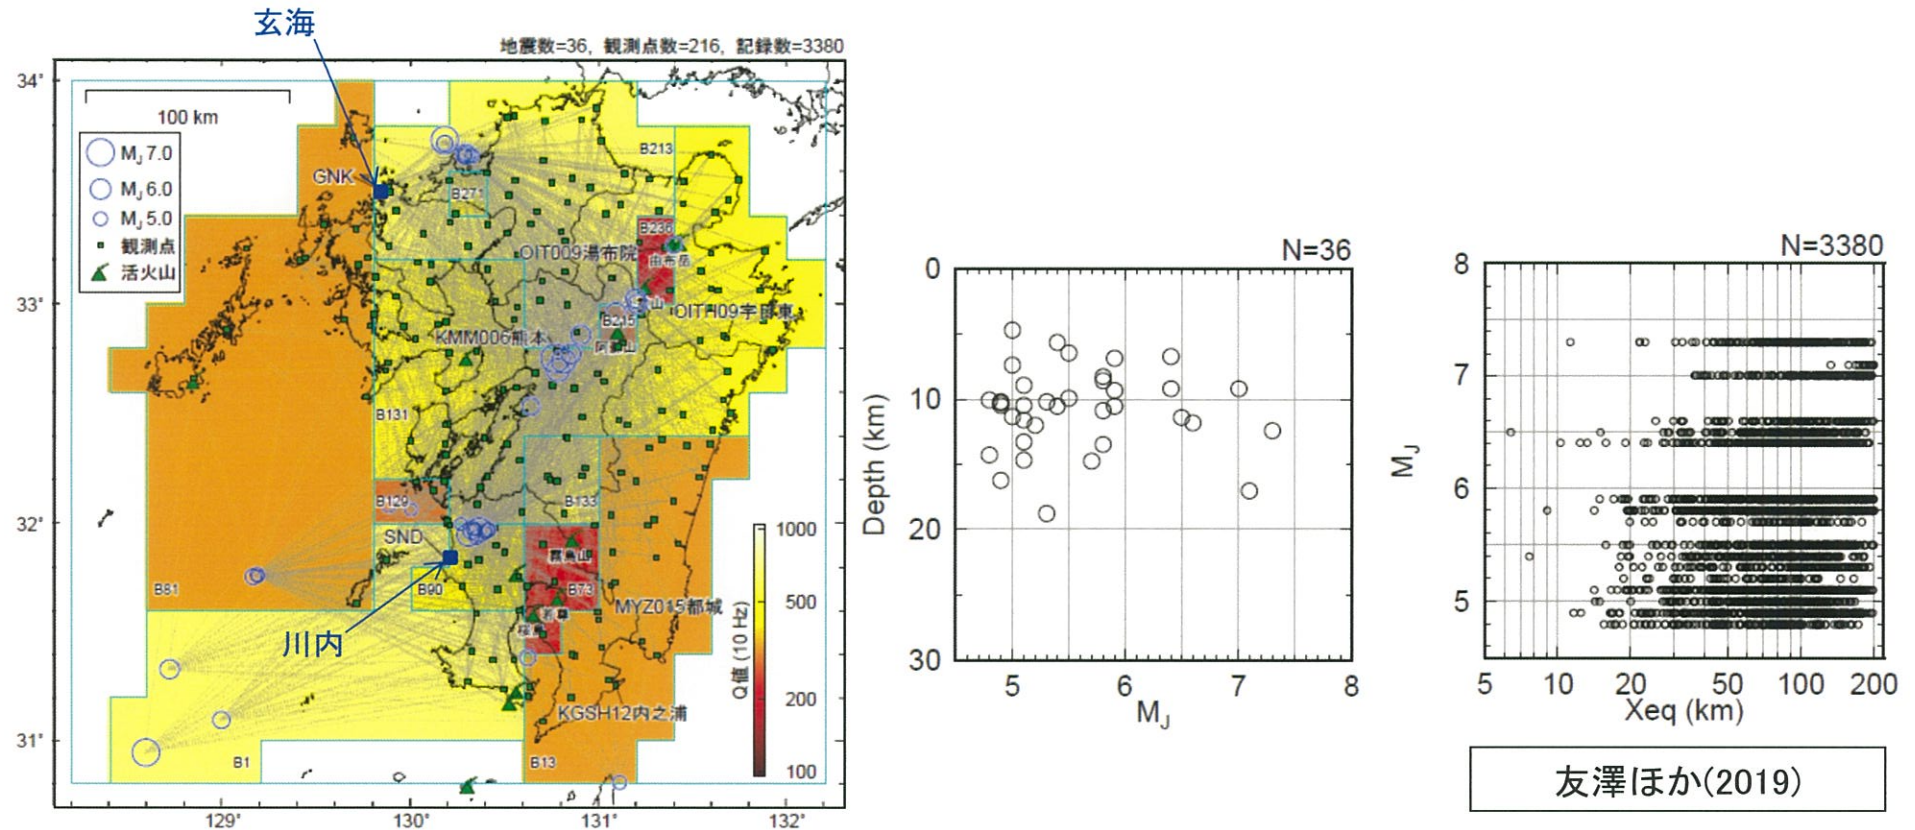 玄海
地震数=36, 観測点数=216, 記録数=3380
34°
33°
32°
31°
129°
130°
131°
132°
100 km
MJ 7.0
MJ 6.0
MJ 5.0
観測点
活火山
GNK
B213
B271
B236
OIT009湯布院
由布岳
B215
OITH09宇目東
KMM006熊本
阿蘇山
B131
B129
B133
SND
霧島山
B81
B90
B73
MYZ015都城
若尊
桜島
川内
KGSH12内之浦
B1
B13
1000
500
200
100
Q値 (10 Hz)
N=36
0
10
20
30
Depth (km)
5
6
7
8
MJ
N=3380
8
7
6
5
MJ
5
10
20
50
100
200
Xeq (km)
友澤ほか(2019)